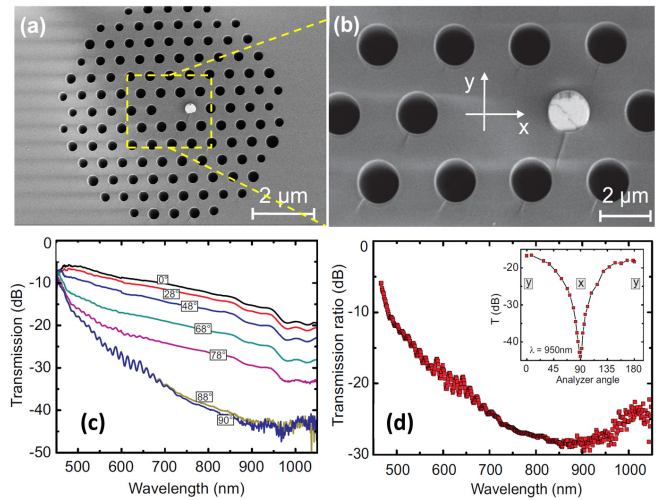 (a)
2 µm
(b)
y
x
2 µm
0
-10
-20
-30
-40
-50
Transmission (dB)
0°
28°
48°
68°
78°
88°
90°
(c)
500 600 700 800 900 1000
Wavelength (nm)
0
-5
-10
-15
-20
-25
-30
Transmission ratio (dB)
(d)
-20
-30
-40
T (dB)
y
x
y
λ = 950nm
0 45 90 135 180
Analyzer angle
500 600 700 800 900 1000
Wavelength (nm)